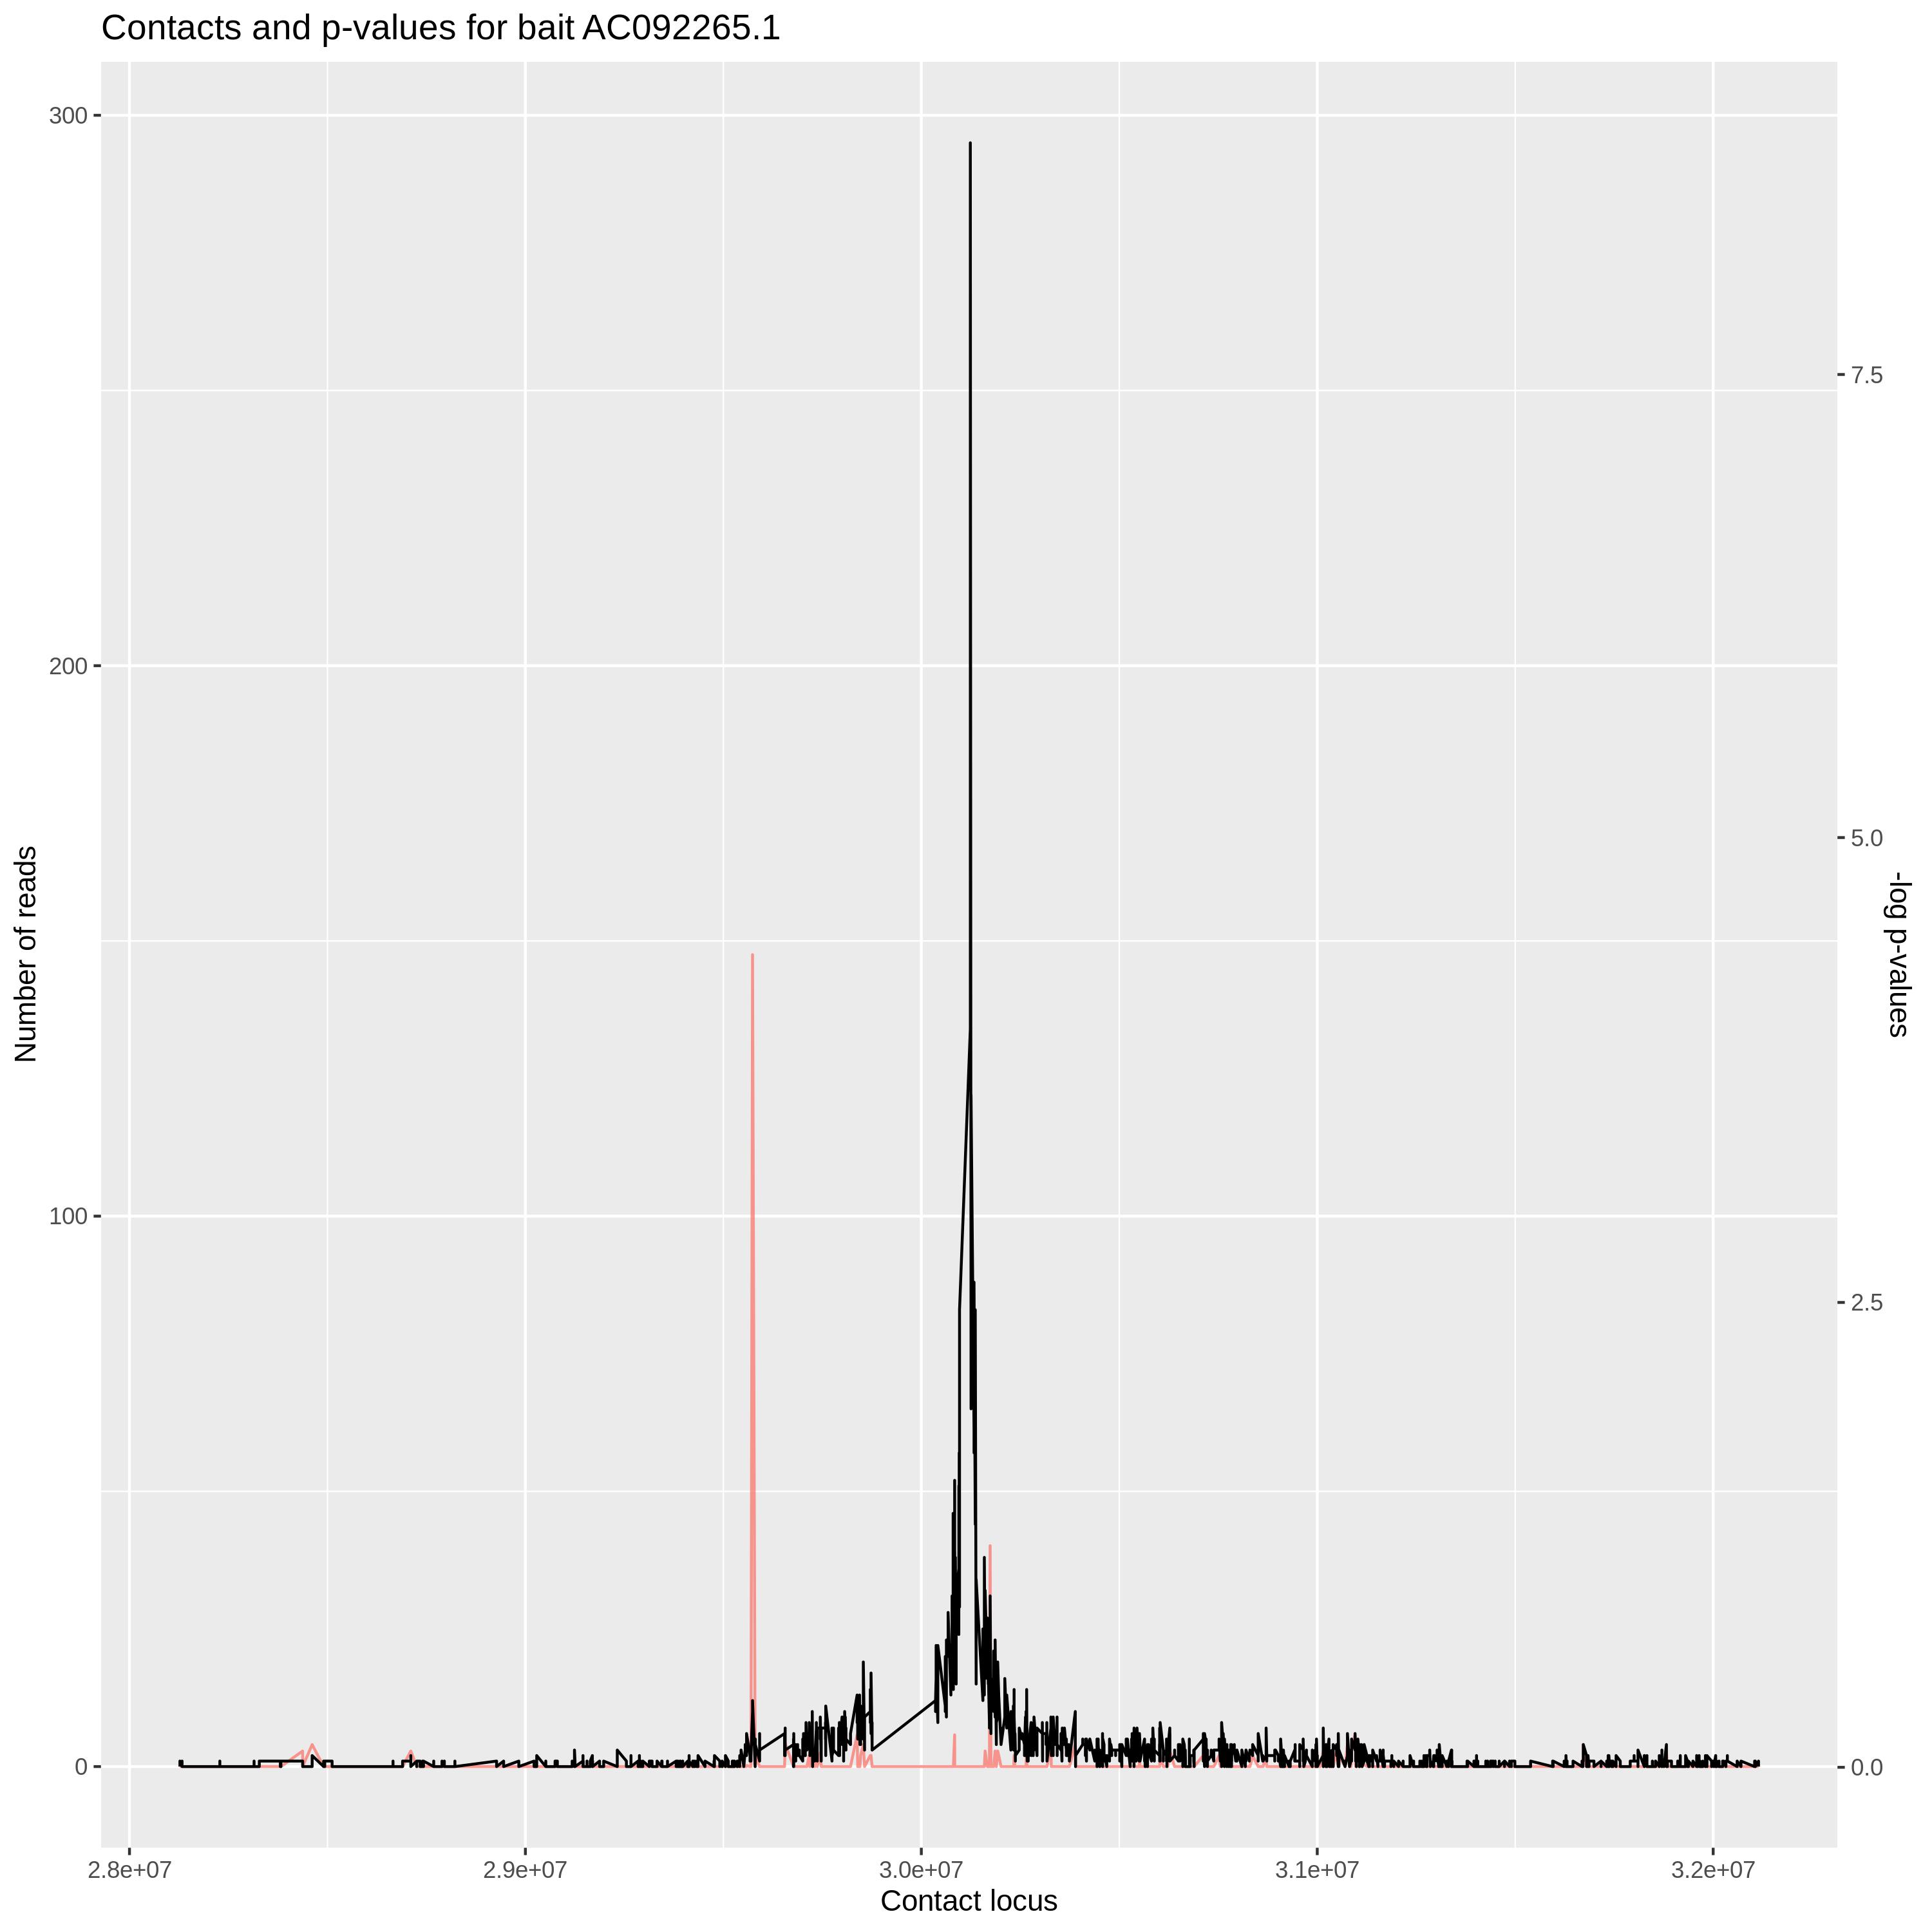 Contacts and p-values for bait AC092265.1
300
200
100
0
Number of reads
7.5
5.0
2.5
0.0
-log p-values
2.8e+07
2.9e+07
3.0e+07
3.1e+07
3.2e+07
Contact locus